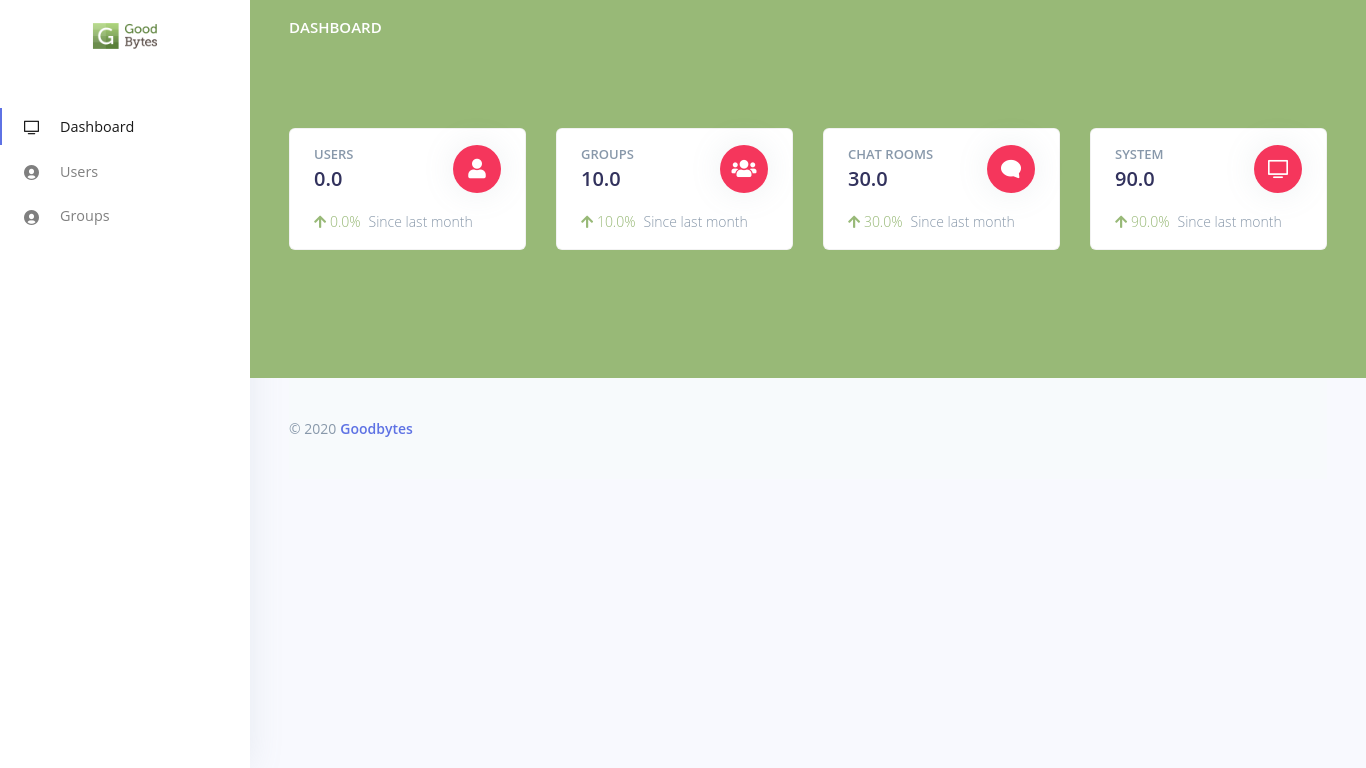 Good
Bytes
Dashboard
Users
Groups
DASHBOARD
USERS
0.0
0.0% Since last month
GROUPS
10.0
10.0% Since last month
CHAT ROOMS
30.0
30.0% Since last month
SYSTEM
90.0
90.0% Since last month
© 2020 Goodbytes